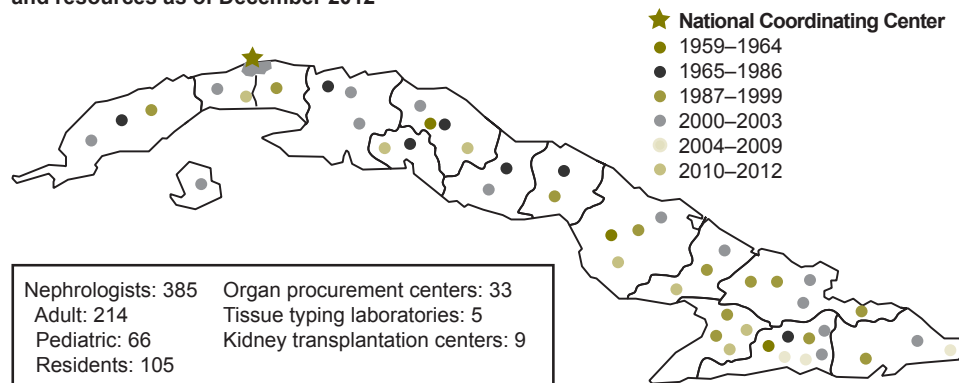 and resources as of December 2012
National Coordinating Center
1959–1964
1965–1986
1987–1999
2000–2003
2004–2009
2010–2012
Nephrologists: 385 Organ procurement centers: 33
Adult: 214 Tissue typing laboratories: 5
Pediatric: 66 Kidney transplantation centers: 9
Residents: 105